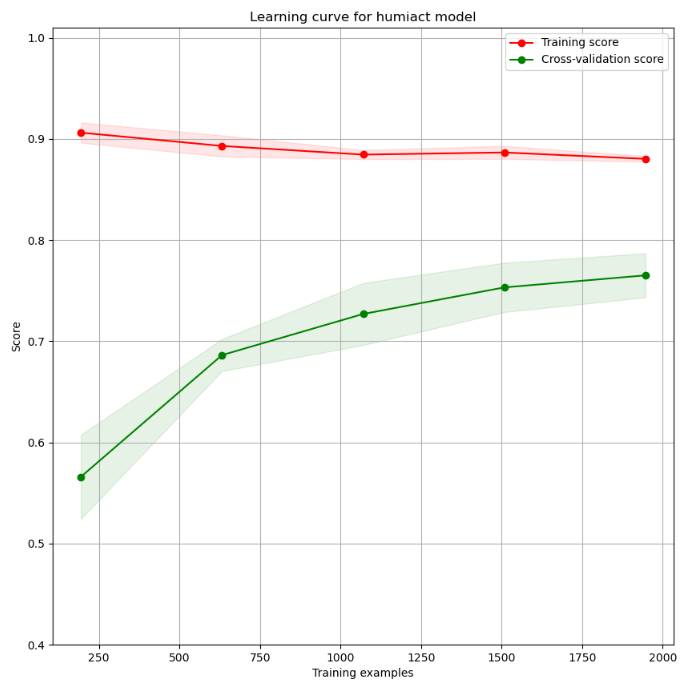 Learning curve for humiact model
Training score
Cross-validation score
1.0
0.9
0.8
0.7
0.6
0.5
0.4
Score
250 500 750 1000 1250 1500 1750 2000
Training examples